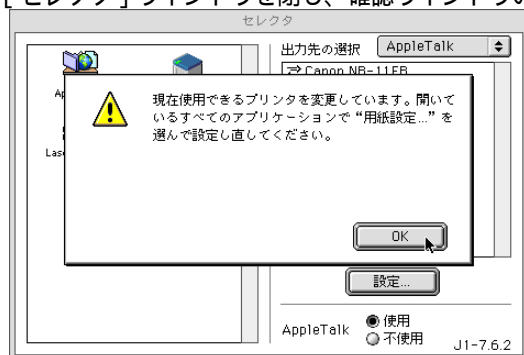 [セレクタ]ウィンドウを閉じ、確認ウィンドウの
セレクタ
出力先の選択 AppleTalk
Canon NB-11FB
現在使用できるプリンタを変更しています。開いて
いるすべてのアプリケーションで“用紙設定...”を
選んで設定し直してください。
OK
設定...
AppleTalk
使用
不使用
J1-7.6.2